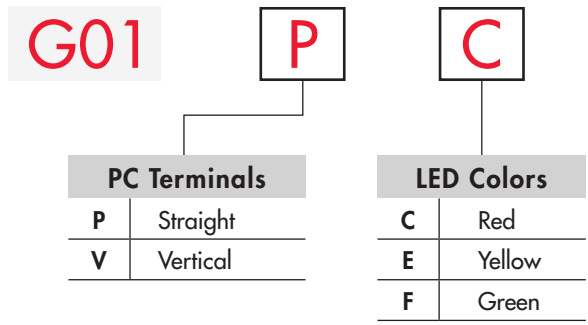 G01 P C
PC Terminals
P Straight
V Vertical
LED Colors
C Red
E Yellow
F Green